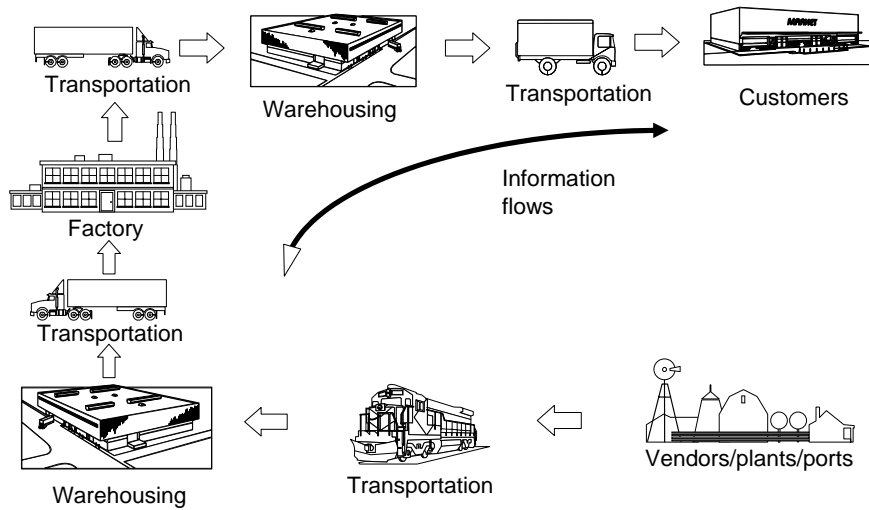 Transportation
Warehousing
Transportation
Customers
Information
flows
Factory
Transportation
Warehousing
Transportation
Vendors/plants/ports